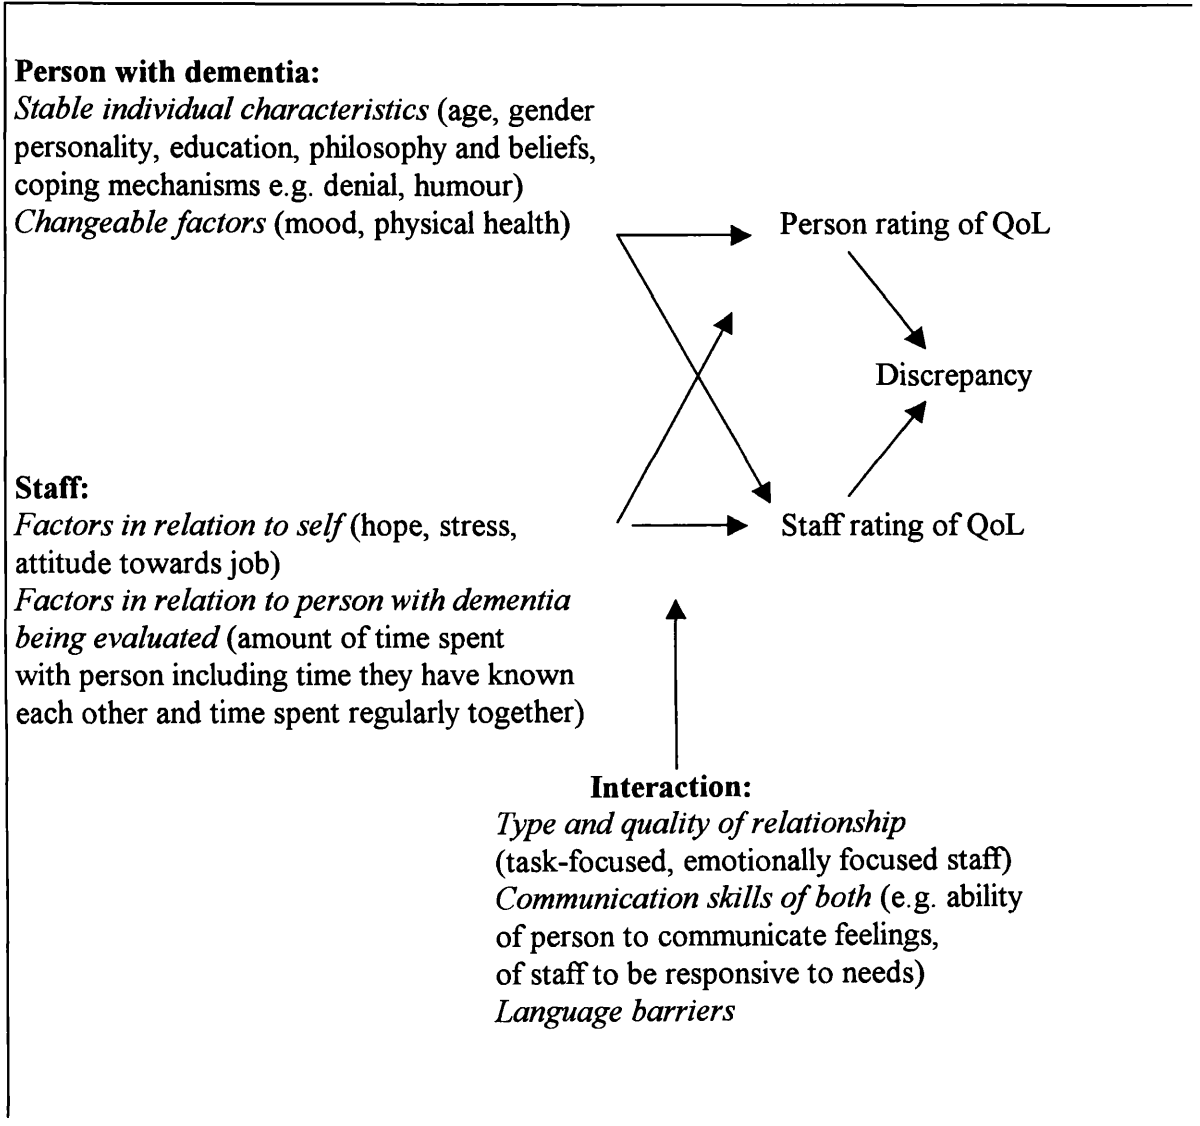 Person with dementia:
Stable individual characteristics (age, gender
personality, education, philosophy and beliefs,
coping mechanisms e.g. denial, humour)
Changeable factors (mood, physical health)
Person rating of QoL
Discrepancy
Staff:
Factors in relation to self (hope, stress,
attitude towards job)
Factors in relation to person with dementia
being evaluated (amount of time spent
with person including time they have known
each other and time spent regularly together)
Staff rating of QoL
Interaction:
Type and quality of relationship
(task-focused, emotionally focused staff)
Communication skills of both (e.g. ability
of person to communicate feelings,
of staff to be responsive to needs)
Language barriers